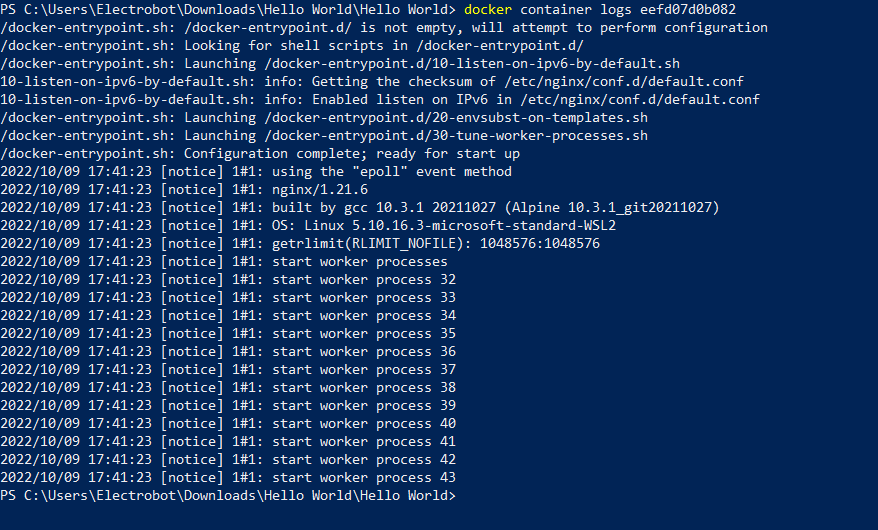 PS C:\Users\Electrobot\Downloads\Hello World\Hello World> docker container logs eefd07d0b082
/docker-entrypoint.sh: /docker-entrypoint.d/ is not empty, will attempt to perform configuration
/docker-entrypoint.sh: Looking for shell scripts in /docker-entrypoint.d/
/docker-entrypoint.sh: Launching /docker-entrypoint.d/10-listen-on-ipv6-by-default.sh
10-listen-on-ipv6-by-default.sh: info: Getting the checksum of /etc/nginx/conf.d/default.conf
10-listen-on-ipv6-by-default.sh: info: Enabled listen on IPv6 in /etc/nginx/conf.d/default.conf
/docker-entrypoint.sh: Launching /docker-entrypoint.d/20-envsubst-on-templates.sh
/docker-entrypoint.sh: Launching /docker-entrypoint.d/30-tune-worker-processes.sh
/docker-entrypoint.sh: Configuration complete; ready for start up
2022/10/09 17:41:23 [notice] 1#1: using the "epoll" event method
2022/10/09 17:41:23 [notice] 1#1: nginx/1.21.6
2022/10/09 17:41:23 [notice] 1#1: built by gcc 10.3.1 20211027 (Alpine 10.3.1_git20211027)
2022/10/09 17:41:23 [notice] 1#1: OS: Linux 5.10.16.3-microsoft-standard-WSL2
2022/10/09 17:41:23 [notice] 1#1: getrlimit(RLIMIT_NOFILE): 1048576:1048576
2022/10/09 17:41:23 [notice] 1#1: start worker processes
2022/10/09 17:41:23 [notice] 1#1: start worker process 32
2022/10/09 17:41:23 [notice] 1#1: start worker process 33
2022/10/09 17:41:23 [notice] 1#1: start worker process 34
2022/10/09 17:41:23 [notice] 1#1: start worker process 35
2022/10/09 17:41:23 [notice] 1#1: start worker process 36
2022/10/09 17:41:23 [notice] 1#1: start worker process 37
2022/10/09 17:41:23 [notice] 1#1: start worker process 38
2022/10/09 17:41:23 [notice] 1#1: start worker process 39
2022/10/09 17:41:23 [notice] 1#1: start worker process 40
2022/10/09 17:41:23 [notice] 1#1: start worker process 41
2022/10/09 17:41:23 [notice] 1#1: start worker process 42
2022/10/09 17:41:23 [notice] 1#1: start worker process 43
PS C:\Users\Electrobot\Downloads\Hello World\Hello World>